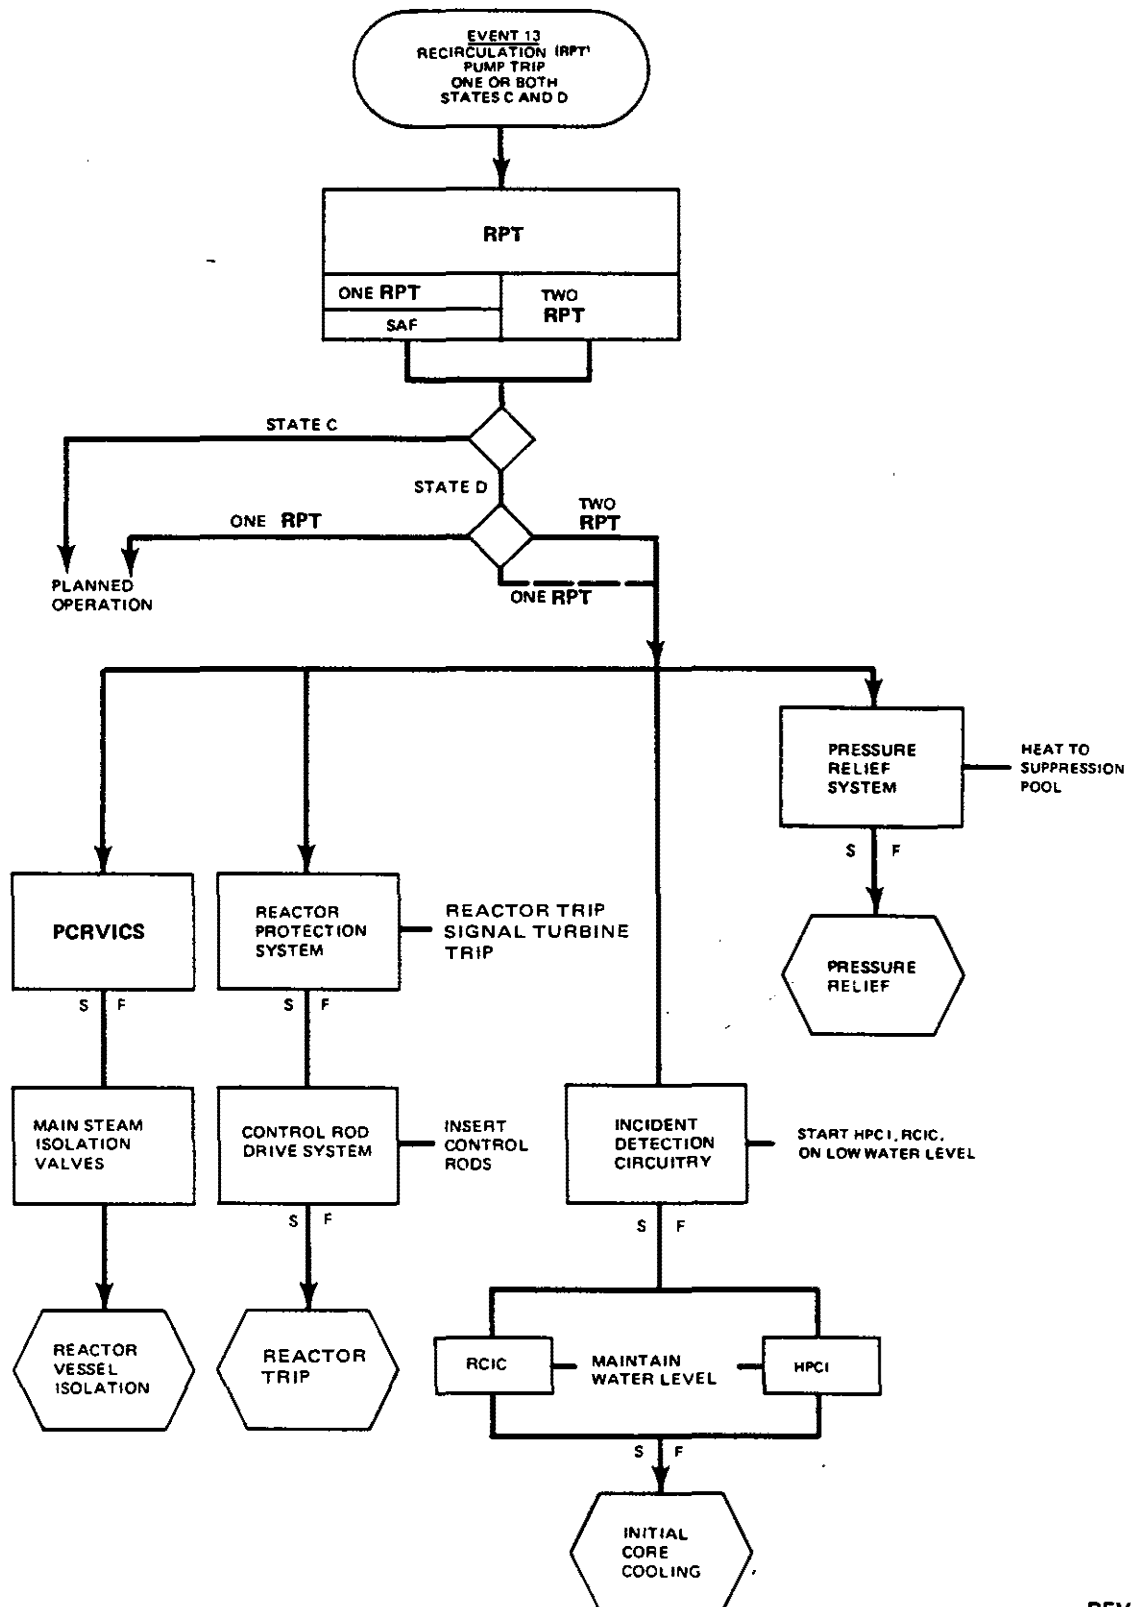 EVENT 13
RECIRCULATION (RPT)
PUMP TRIP
ONE OR BOTH
STATES C AND D
RPT
ONE RPT
SAF
TWO
RPT
STATE C
STATE D
ONE RPT
TWO
RPT
ONE RPT
PLANNED
OPERATION
PRESSURE
RELIEF
SYSTEM
HEAT TO
SUPPRESSION
POOL
S F
PRESSURE
RELIEF
PCRVICS
S F
REACTOR
PROTECTION
SYSTEM
REACTOR TRIP
SIGNAL TURBINE
TRIP
S F
MAIN STEAM
ISOLATION
VALVES
CONTROL ROD
DRIVE SYSTEM
INSERT
CONTROL
RODS
S F
INCIDENT
DETECTION
CIRCUITRY
START HPCI, RCIC,
ON LOW WATER LEVEL
S F
REACTOR
VESSEL
ISOLATION
REACTOR
TRIP
RCIC
MAINTAIN
WATER LEVEL
HPCI
S F
INITIAL
CORE
COOLING